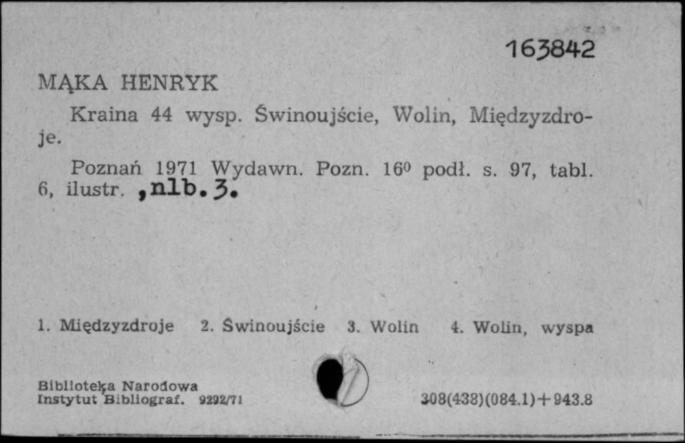 163842
MĄKA HENRYK
Kraina 44 wysp. Świnoujście, Wolin, Międzyzdro-
je.
Poznań 1971 Wydawn. Pozn. 16⁰ podł. s. 97, tabl.
6, ilustr. ,nlb.3.
1. Międzyzdroje 2. Świnoujście 3. Wolin 4. Wolin, wyspa
Biblioteka Narodowa
Instytut Bibliograf. 9292/71
308(438)(084.1)+943.8